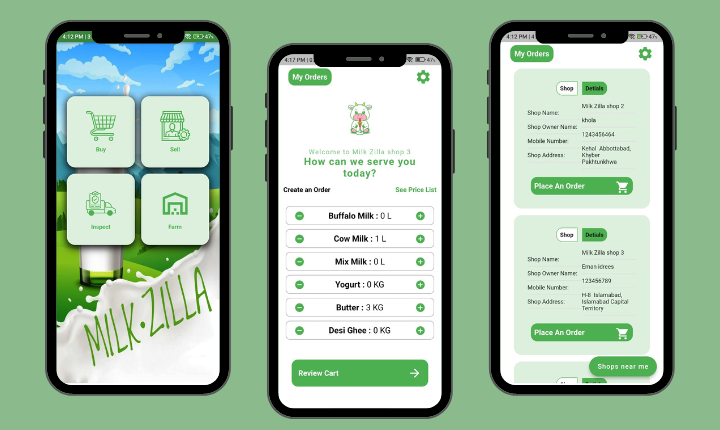 4:12 PM | 3.
47%
Buy
Sell
Inspect
Farm
MILK·ZILLA
4:17 PM | 0.
47%
My Orders
Welcome to Milk Zilla shop 3
How can we serve you
today?
Create an Order
See Price List
Buffalo Milk : 0 L
Cow Milk : 1 L
Mix Milk : 0 L
Yogurt : 0 KG
Butter : 3 KG
Desi Ghee : 0 KG
Review Cart
4:12 PM | 4
47%
My Orders
Shop
Detials
Shop Name:
Milk Zilla shop 2
Shop Owner Name:
khola
Mobile Number:
1243456464
Shop Address:
Kehal Abbottabad,
Khyber
Pakhtunkhwa
Place An Order
Shop
Detials
Shop Name:
Milk Zilla shop 3
Shop Owner Name:
Eman idrees
Mobile Number:
123456789
Shop Address:
H-8 Islamabad,
Islamabad Capital
Territory
Place An Order
Shops near me